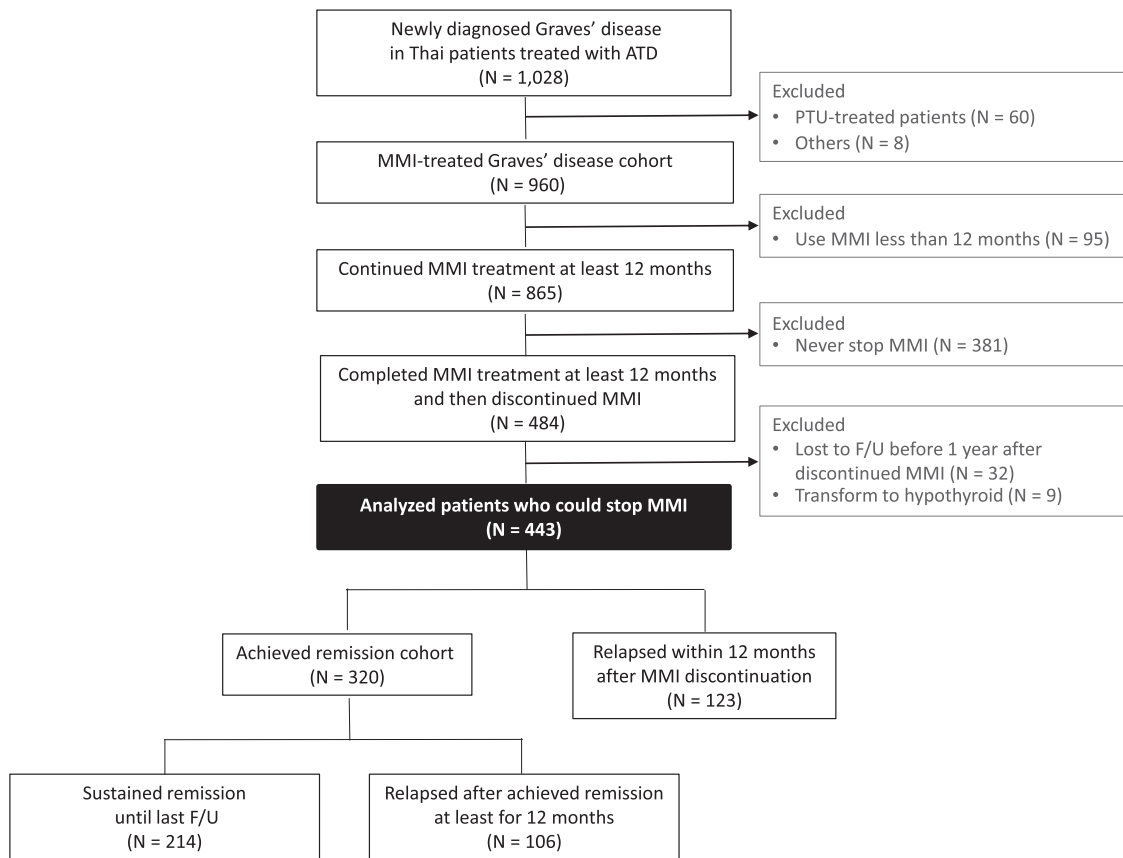 Newly diagnosed Graves’ disease
in Thai patients treated with ATD
(N = 1,028)
Excluded
• PTU-treated patients (N = 60)
• Others (N = 8)
MMI-treated Graves’ disease cohort
(N = 960)
Excluded
• Use MMI less than 12 months (N = 95)
Continued MMI treatment at least 12 months
(N = 865)
Excluded
• Never stop MMI (N = 381)
Completed MMI treatment at least 12 months
and then discontinued MMI
(N = 484)
Excluded
• Lost to F/U before 1 year after
discontinued MMI (N = 32)
• Transform to hypothyroid (N = 9)
Analyzed patients who could stop MMI
(N = 443)
Achieved remission cohort
(N = 320)
Relapsed within 12 months
after MMI discontinuation
(N = 123)
Sustained remission
until last F/U
(N = 214)
Relapsed after achieved remission
at least for 12 months
(N = 106)